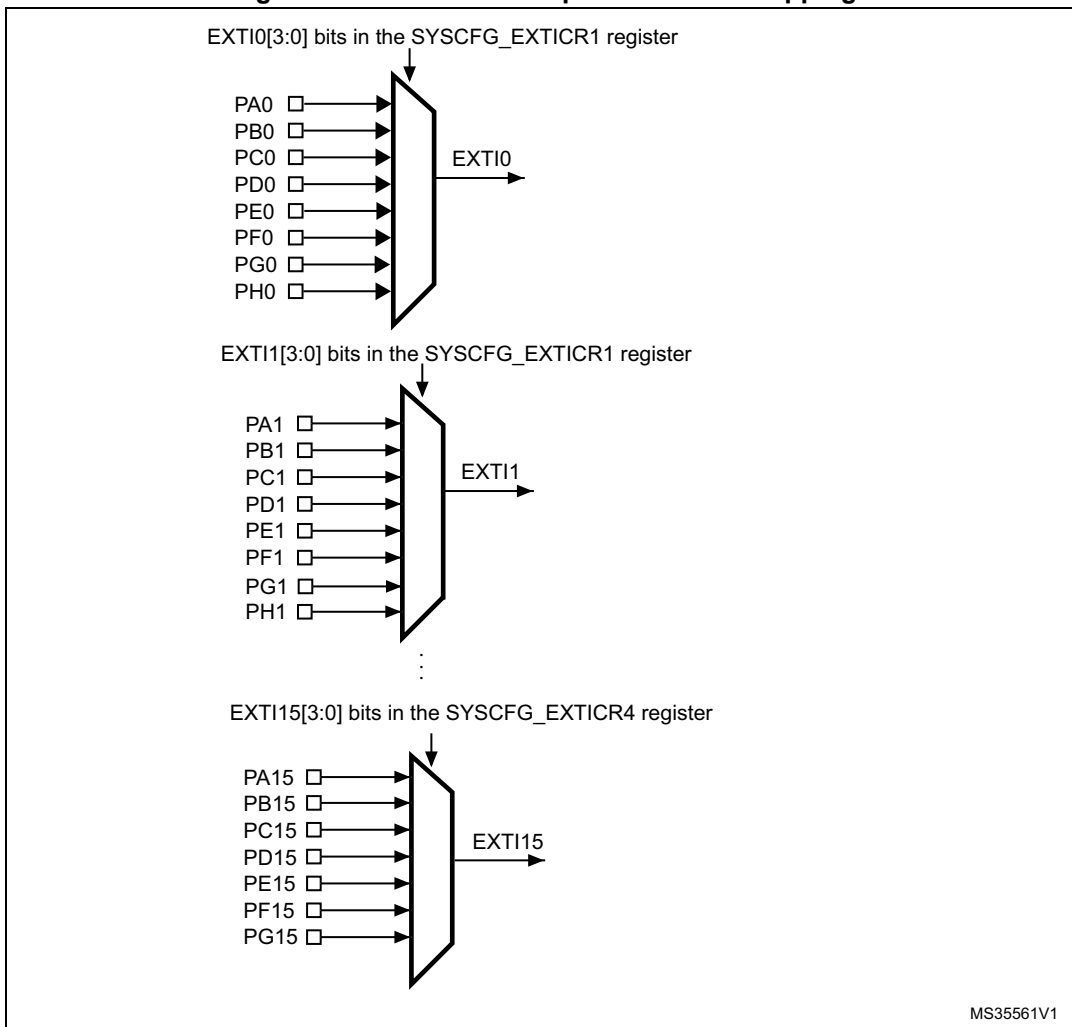 EXTI0[3:0] bits in the SYSCFG_EXTICR1 register
PA0
PB0
PC0
PD0
PE0
PF0
PG0
PH0
EXTI0
EXTI1[3:0] bits in the SYSCFG_EXTICR1 register
PA1
PB1
PC1
PD1
PE1
PF1
PG1
PH1
EXTI1
EXTI15[3:0] bits in the SYSCFG_EXTICR4 register
PA15
PB15
PC15
PD15
PE15
PF15
PG15
EXTI15
MS35561V1